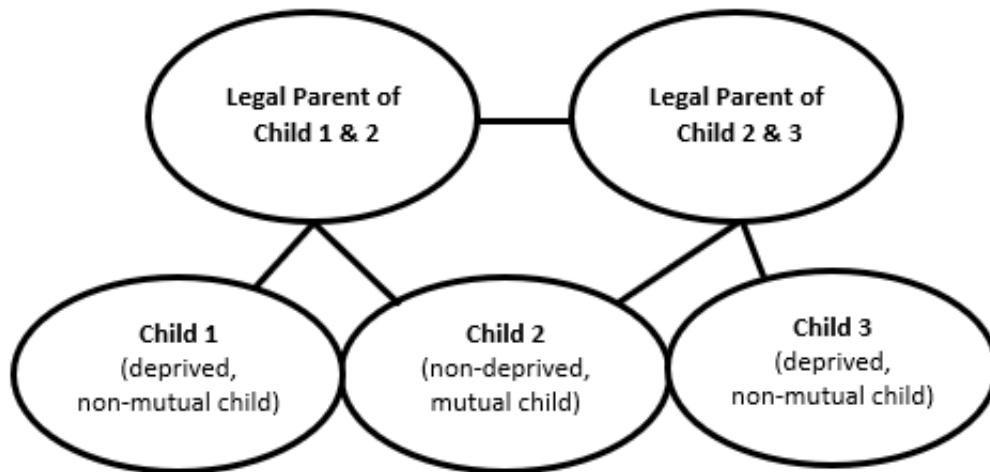 Legal Parent of
Child 1 & 2
Legal Parent of
Child 2 & 3
Child 1
(deprived,
non-mutual child)
Child 2
(non-deprived,
mutual child)
Child 3
(deprived,
non-mutual child)